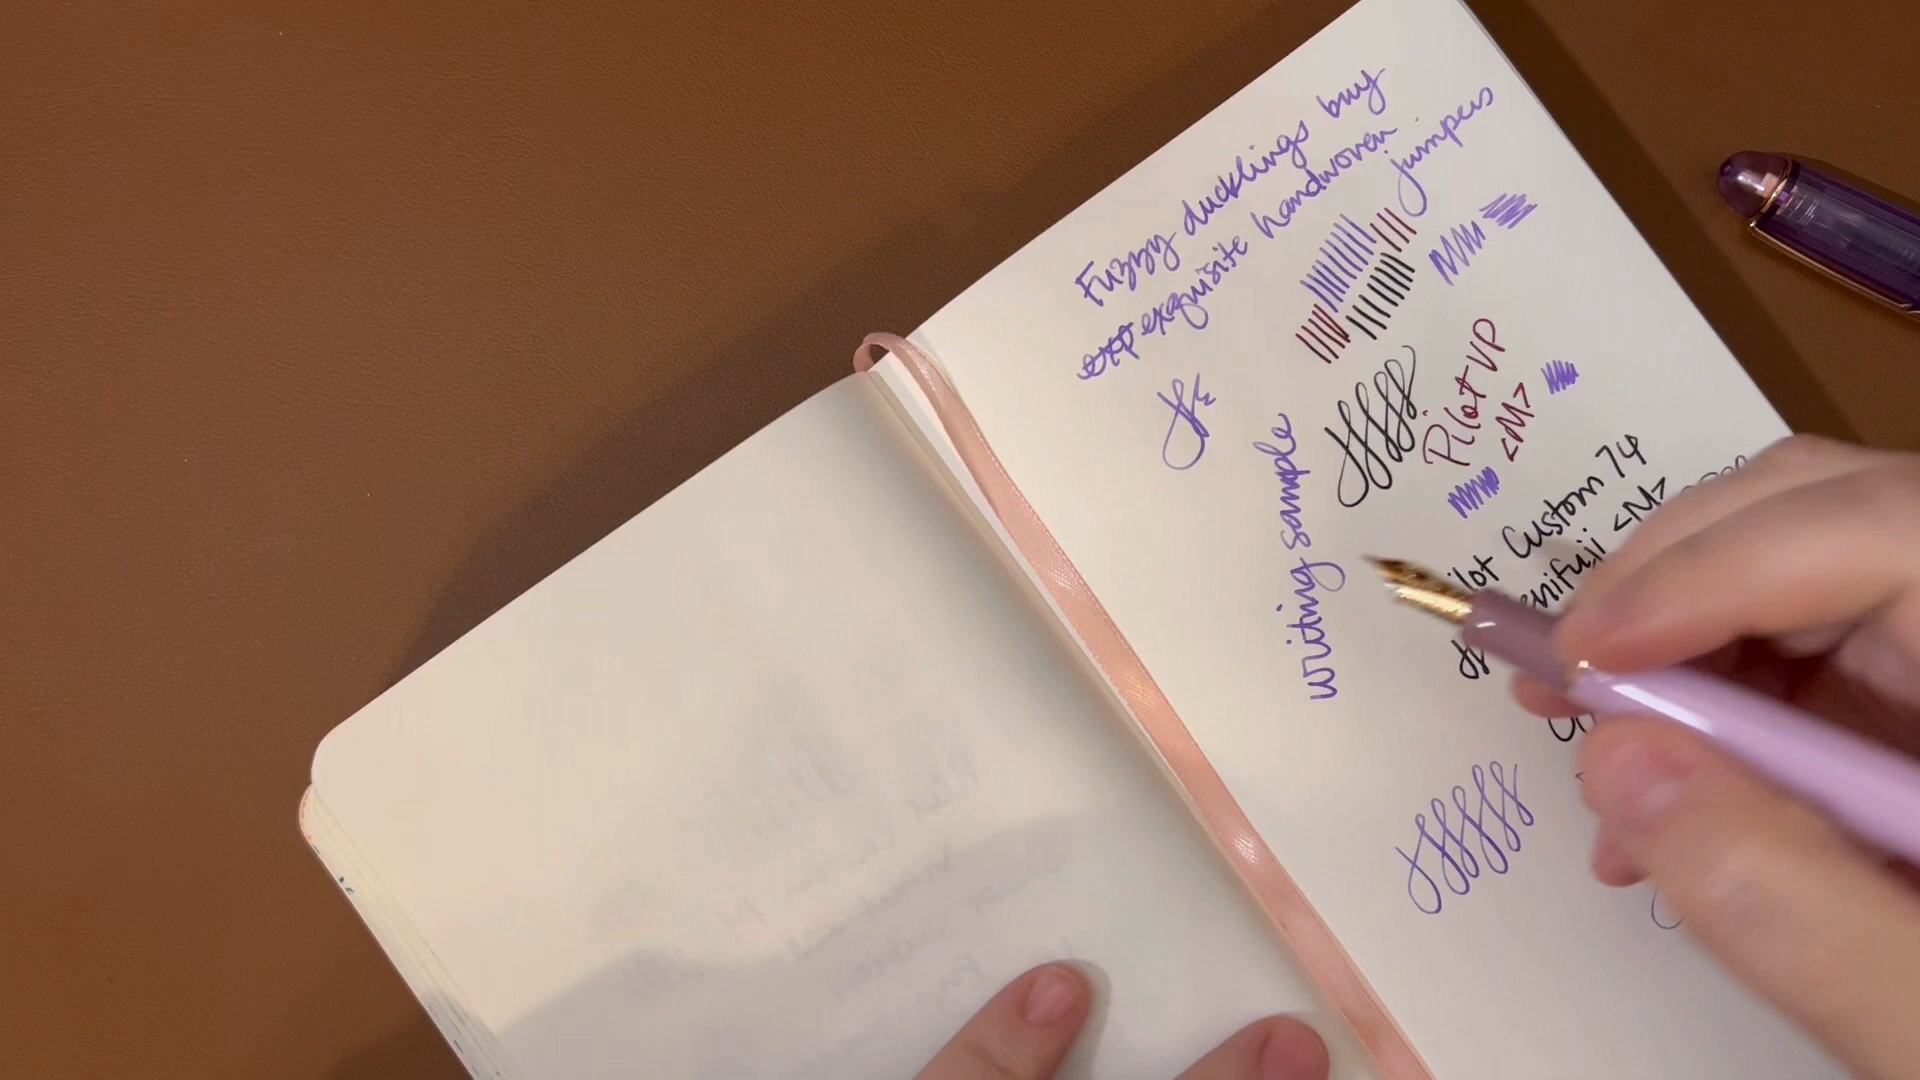 Fuzzy ducklings buy
exp exquisite handwoven
jumpers
writing sample
Pilot VP
<M>
Custom 74
<M>